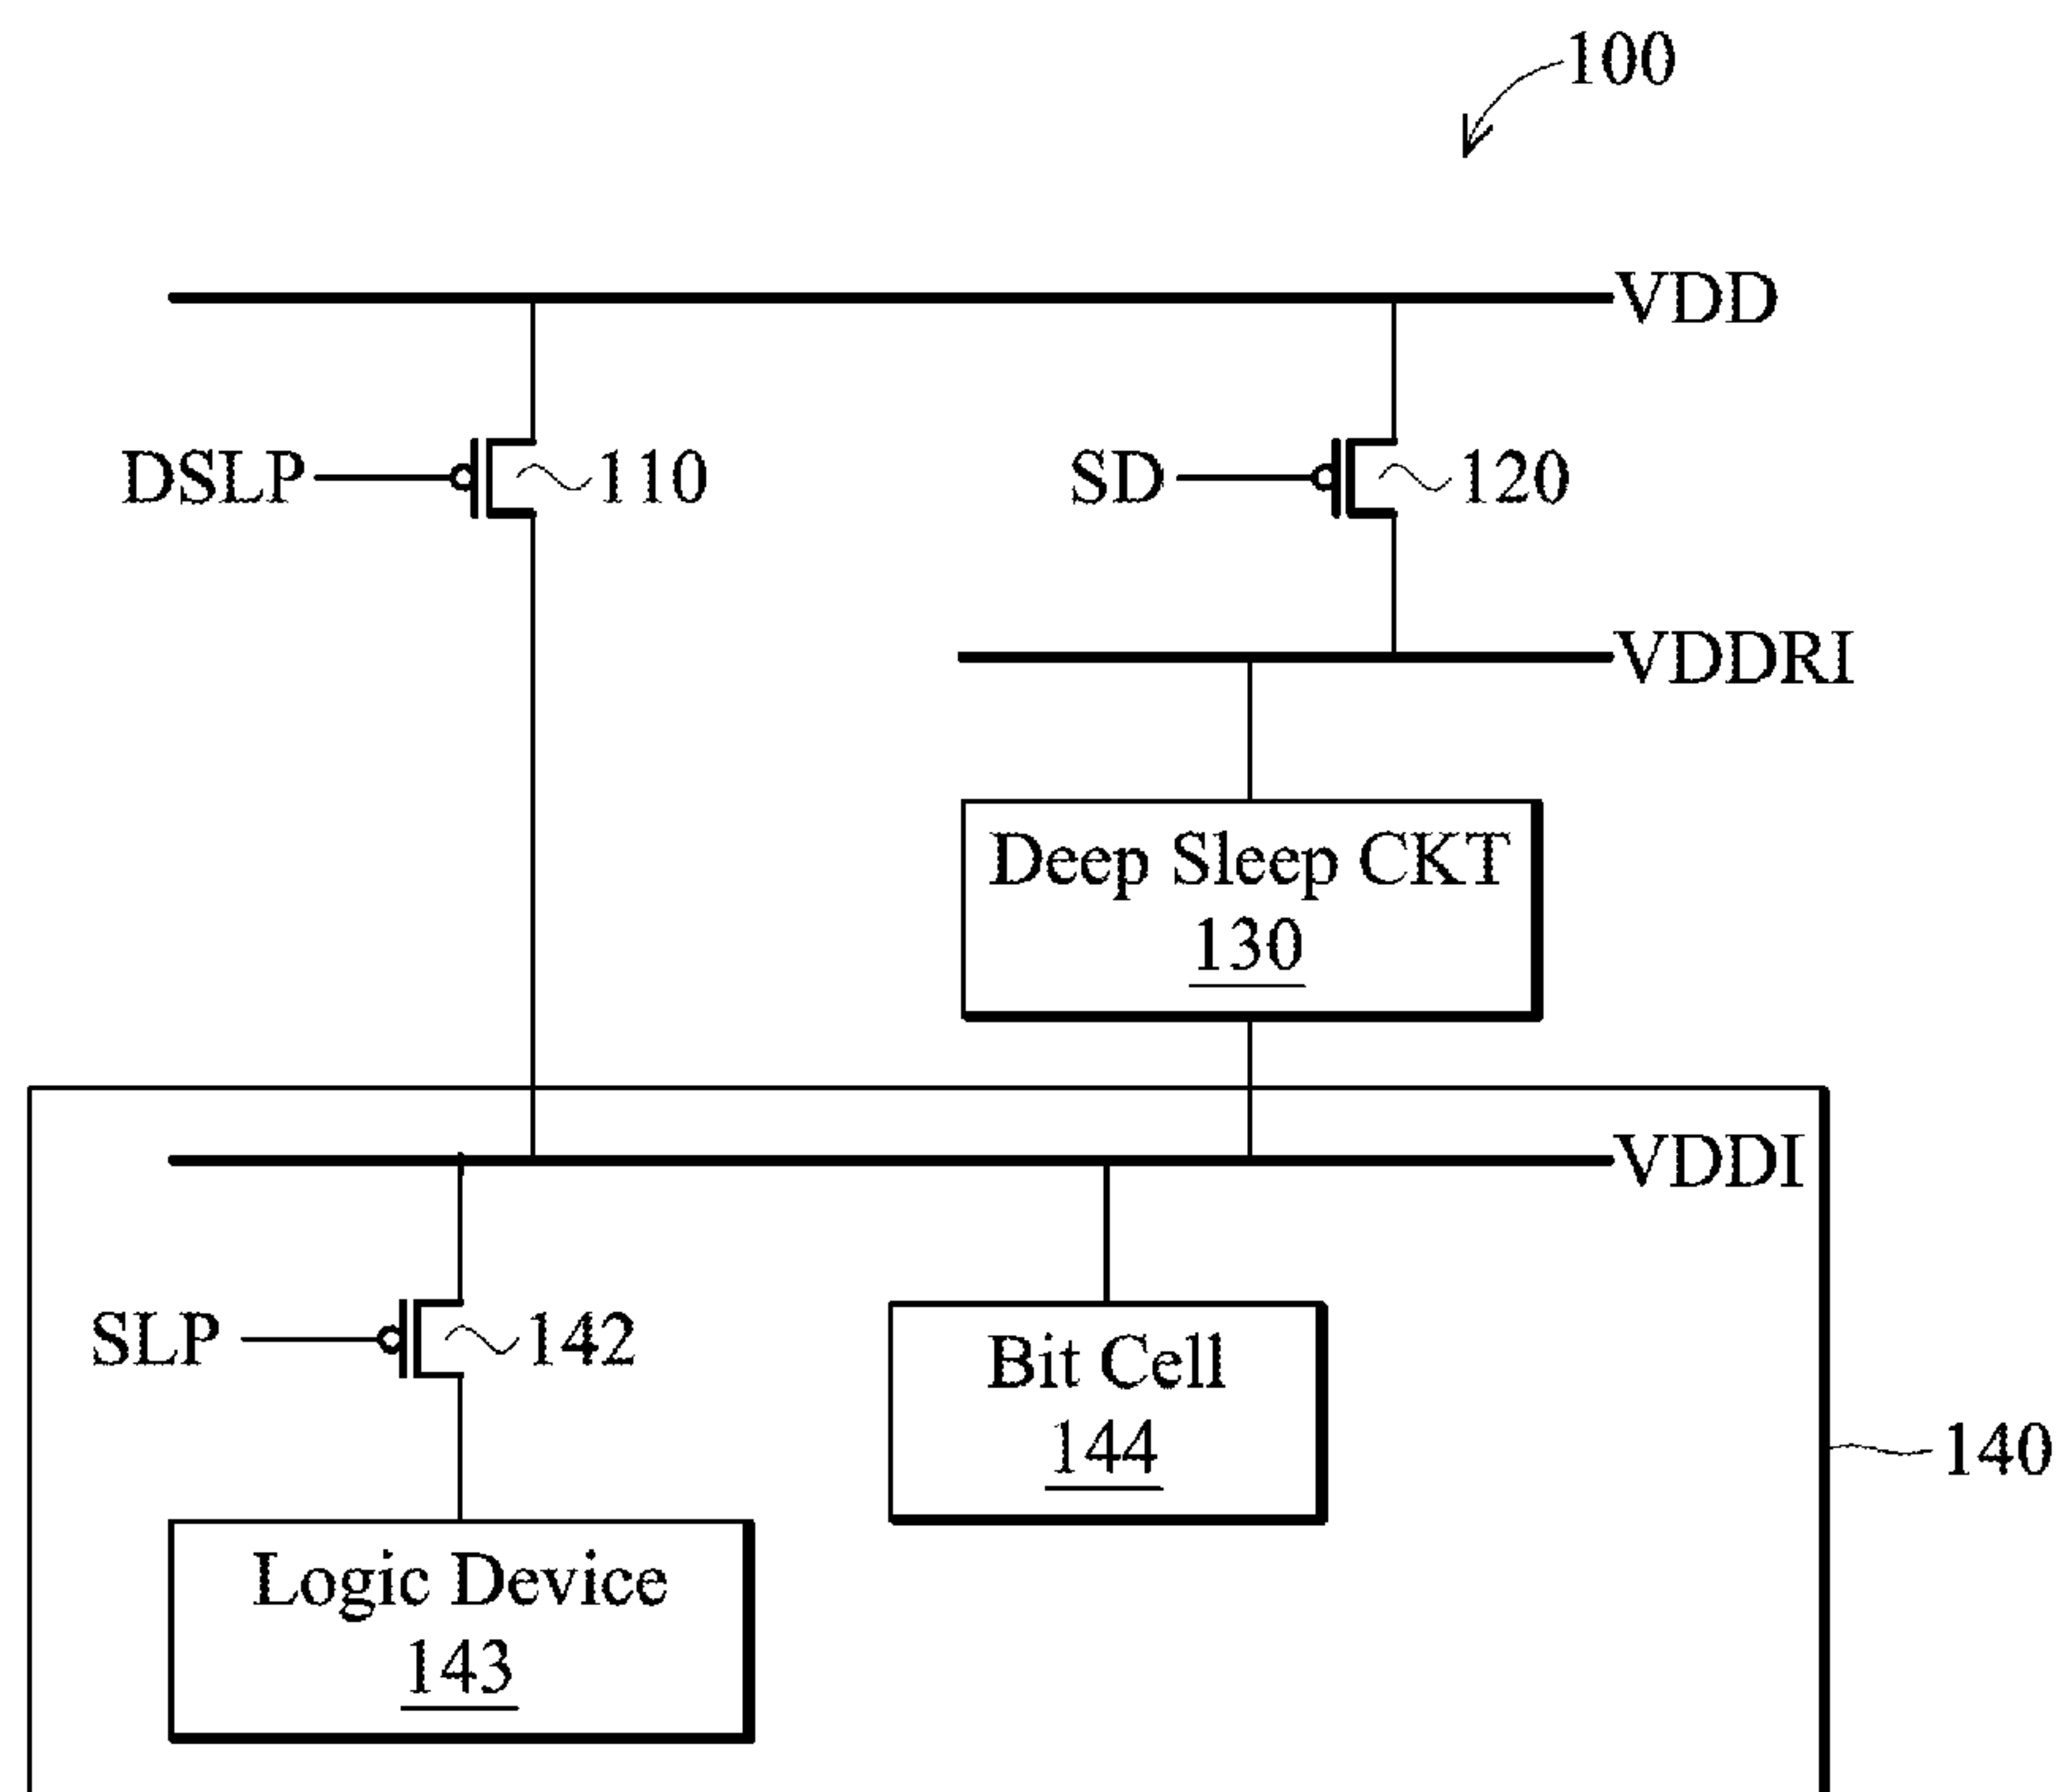 100
VDD
DSLP 110 SD 120
VDDRI
Deep Sleep CKT
130
VDDI
SLP 142
Bit Cell
144
140
Logic Device
143